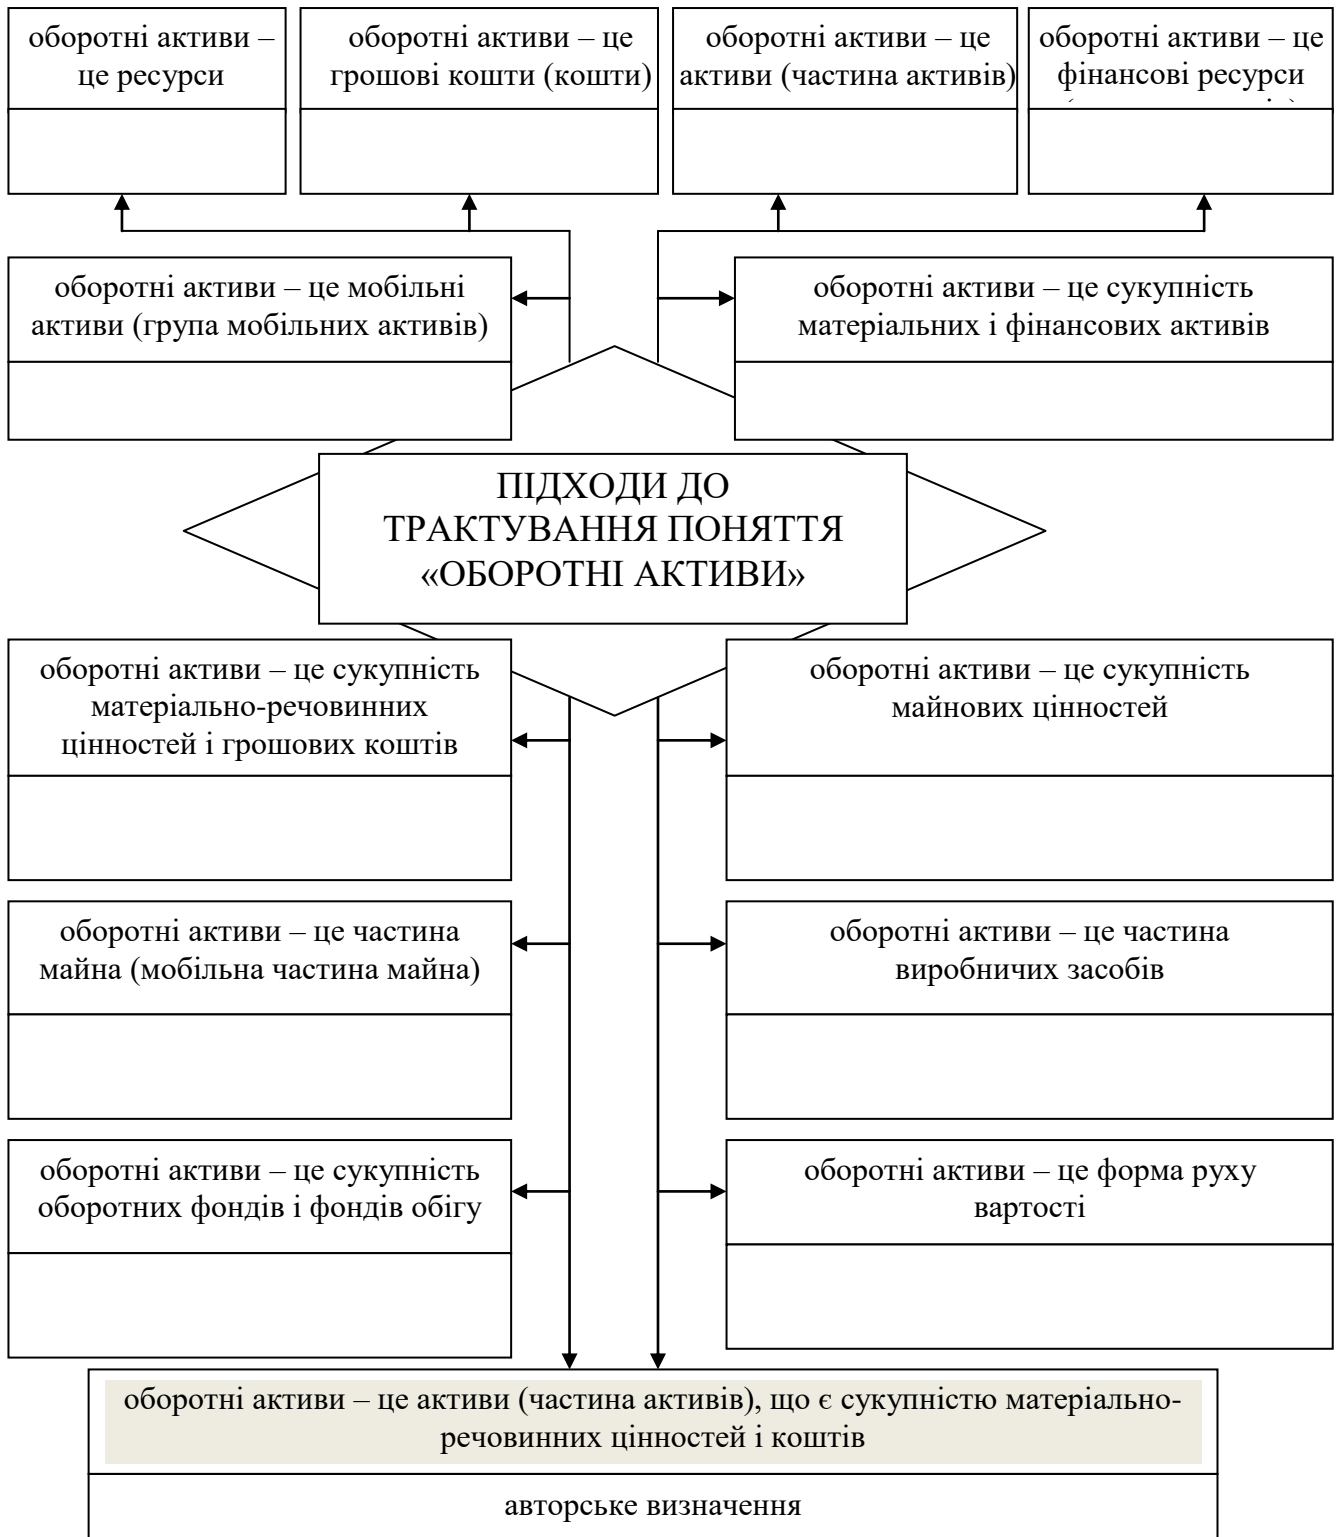 оборотні активи –
це ресурси
оборотні активи – це
грошові кошти (кошти)
оборотні активи – це
активи (частина активів)
оборотні активи – це
фінансові ресурси
оборотні активи – це мобільні
активи (група мобільних активів)
оборотні активи – це сукупність
матеріальних і фінансових активів
ПІДХОДИ ДО
ТРАКТУВАННЯ ПОНЯТТЯ
«ОБОРОТНІ АКТИВИ»
оборотні активи – це сукупність
матеріально-речовинних
цінностей і грошових коштів
оборотні активи – це сукупність
майнових цінностей
оборотні активи – це частина
майна (мобільна частина майна)
оборотні активи – це частина
виробничих засобів
оборотні активи – це сукупність
оборотних фондів і фондів обігу
оборотні активи – це форма руху
вартості
оборотні активи – це активи (частина активів), що є сукупністю матеріально-
речовинних цінностей і коштів
авторське визначення